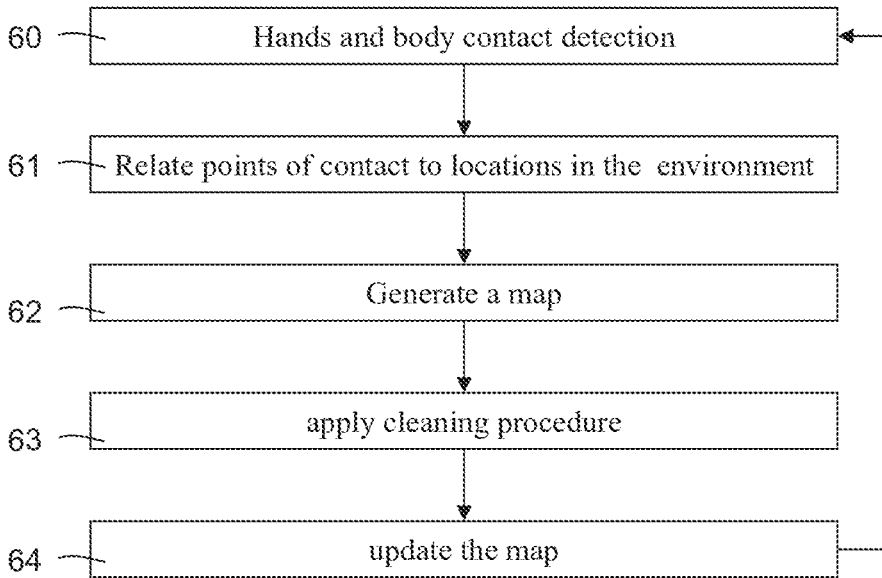 60 Hands and body contact detection
61 Relate points of contact to locations in the environment
Generate a map
62
apply cleaning procedure
63
update the map
64